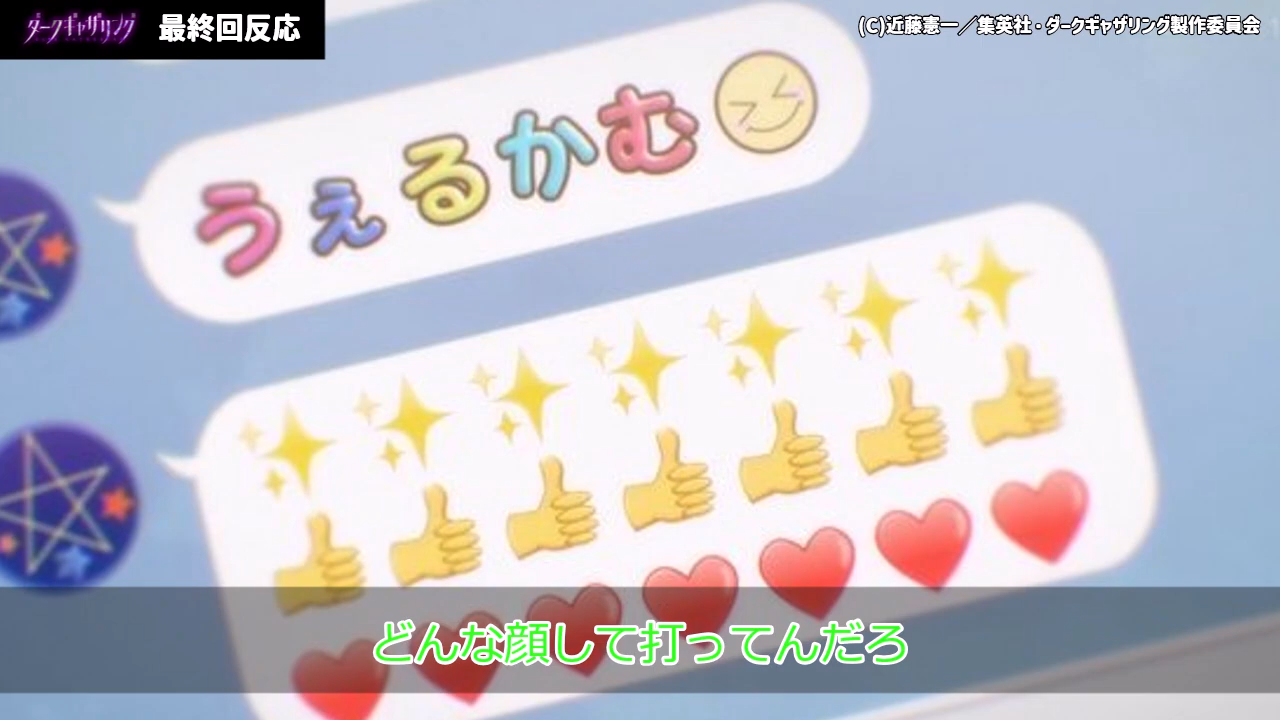 ダークギャザリング 最終回反応
(C)近藤憲一／集英社・ダークギャザリング製作委員会
うぇるかむ
どんな顔して打ってんだろ